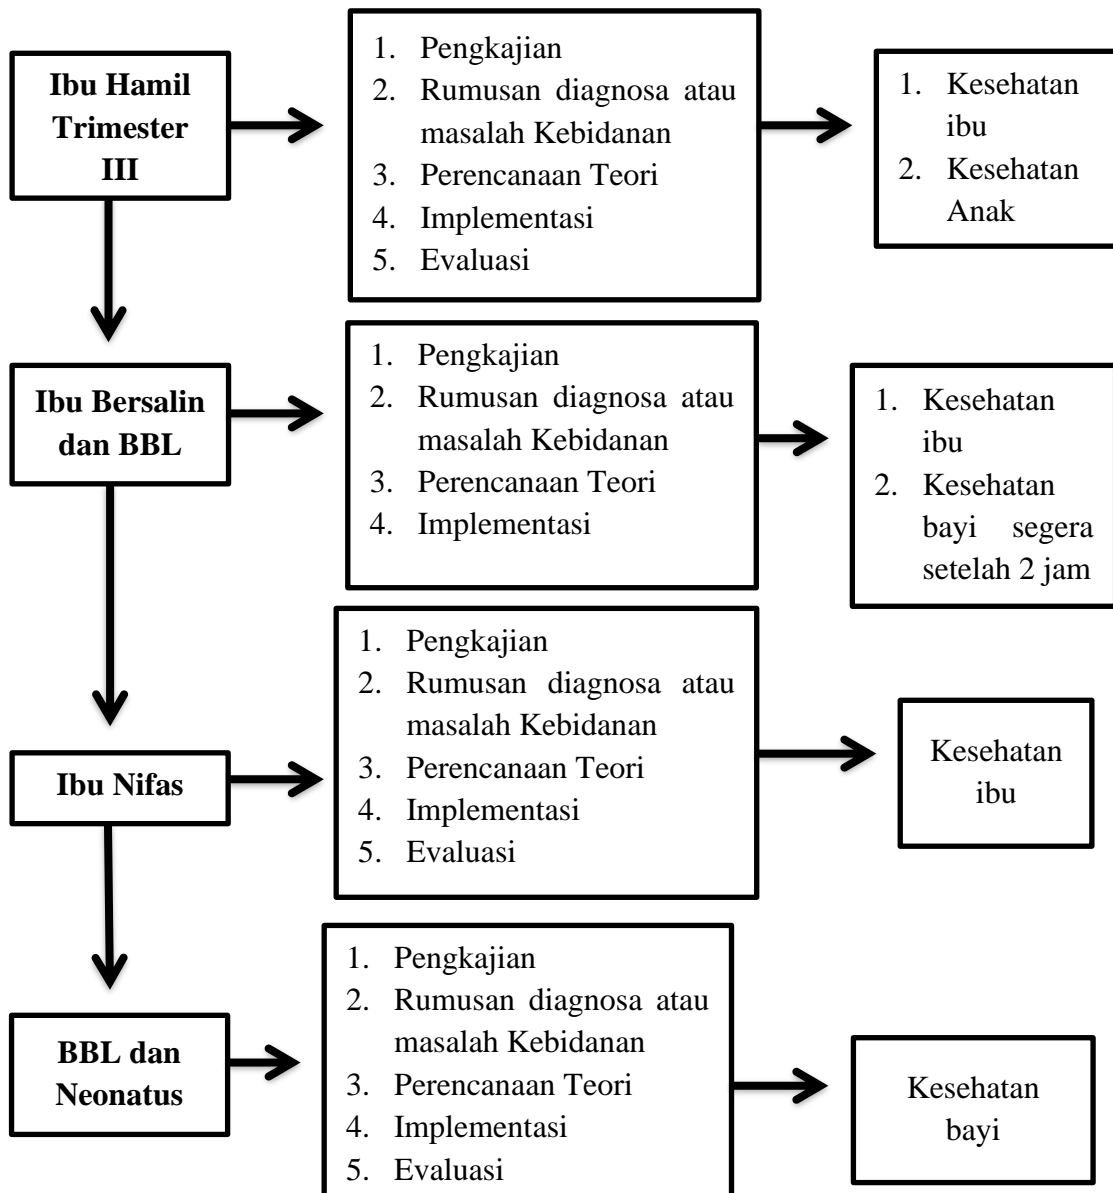 Ibu Hamil
Trimester
III
1. Pengkajian
2. Rumusan diagnosa atau
masalah Kebidanan
3. Perencanaan Teori
4. Implementasi
5. Evaluasi
1. Kesehatan
ibu
2. Kesehatan
Anak
Ibu Bersalin
dan BBL
1. Pengkajian
2. Rumusan diagnosa atau
masalah Kebidanan
3. Perencanaan Teori
4. Implementasi
1. Kesehatan
ibu
2. Kesehatan
bayi segera
setelah 2 jam
Ibu Nifas
1. Pengkajian
2. Rumusan diagnosa atau
masalah Kebidanan
3. Perencanaan Teori
4. Implementasi
5. Evaluasi
Kesehatan
ibu
BBL dan
Neonatus
1. Pengkajian
2. Rumusan diagnosa atau
masalah Kebidanan
3. Perencanaan Teori
4. Implementasi
5. Evaluasi
Kesehatan
bayi